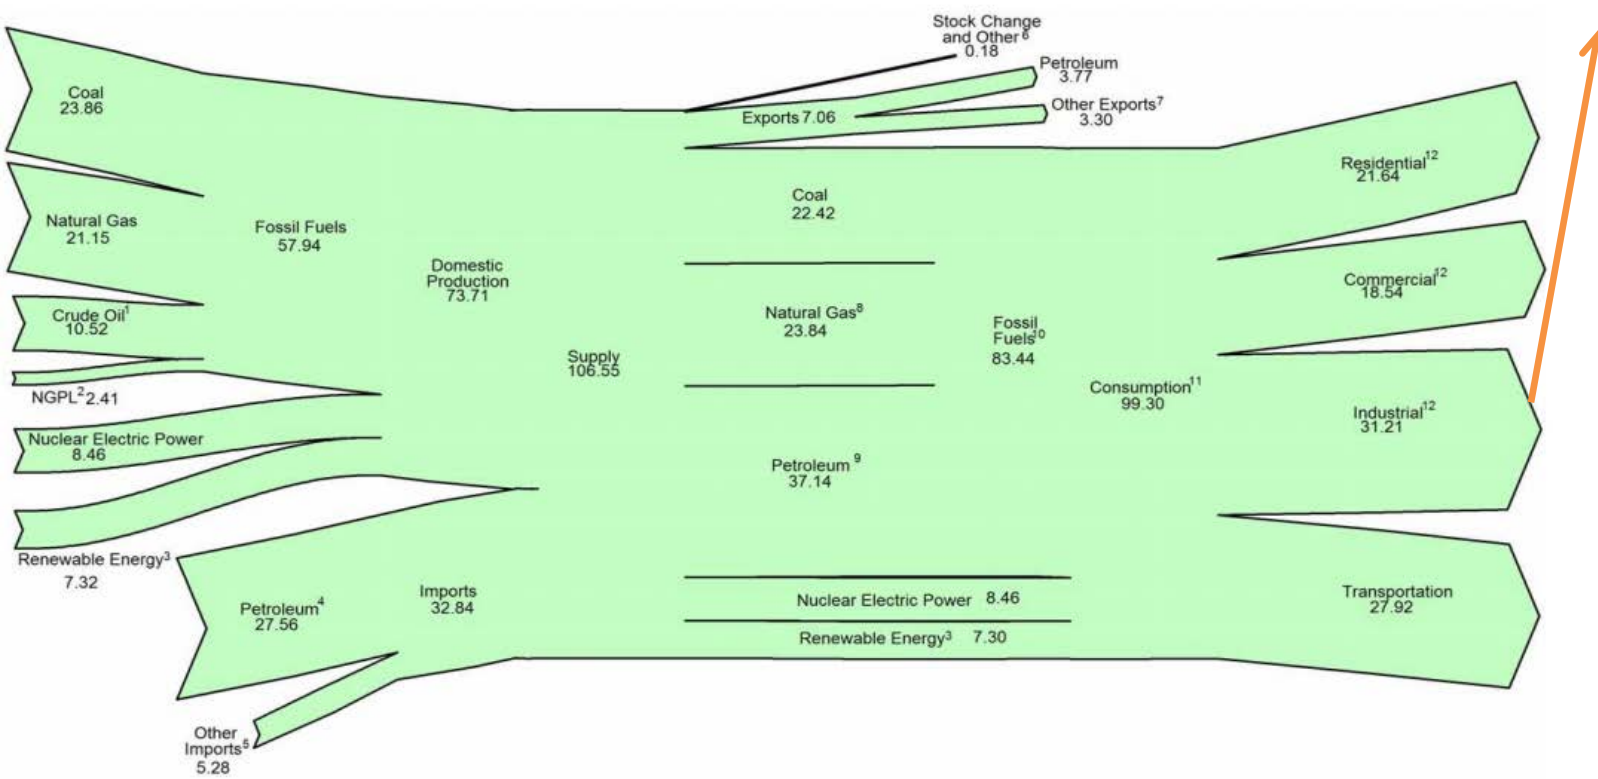 Stock Change
and Other⁶
0.18
Petroleum
3.77
Other Exports⁷
3.30
Exports 7.06
Coal
23.86
Natural Gas
21.15
Crude Oil¹
10.52
NGPL² 2.41
Nuclear Electric Power
8.46
Renewable Energy³
7.32
Fossil Fuels
57.94
Domestic
Production
73.71
Petroleum⁴
27.56
Imports
32.84
Other
Imports⁵
5.28
Supply
106.55
Coal
22.42
Natural Gas⁸
23.84
Petroleum ⁹
37.14
Nuclear Electric Power 8.46
Renewable Energy³ 7.30
Fossil
Fuels¹⁰
83.44
Consumption¹¹
99.30
Residential¹²
21.64
Commercial¹²
18.54
Industrial¹²
31.21
Transportation
27.92